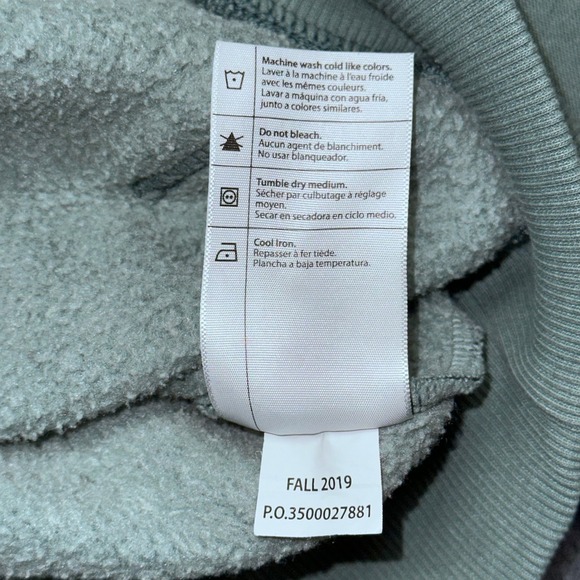 Machine wash cold like colors.
Laver à la machine à l'eau froide
avec les mêmes couleurs.
Lavar a máquina con agua fría,
junto a colores similares.
Do not bleach.
Aucun agent de blanchiment.
No usar blanqueador.
Tumble dry medium.
Sécher par culbutage à réglage
moyen.
Secar en secadora en ciclo medio.
Cool Iron.
Repasser à fer tiède.
Plancha a baja temperatura.
FALL 2019
P.O.3500027881